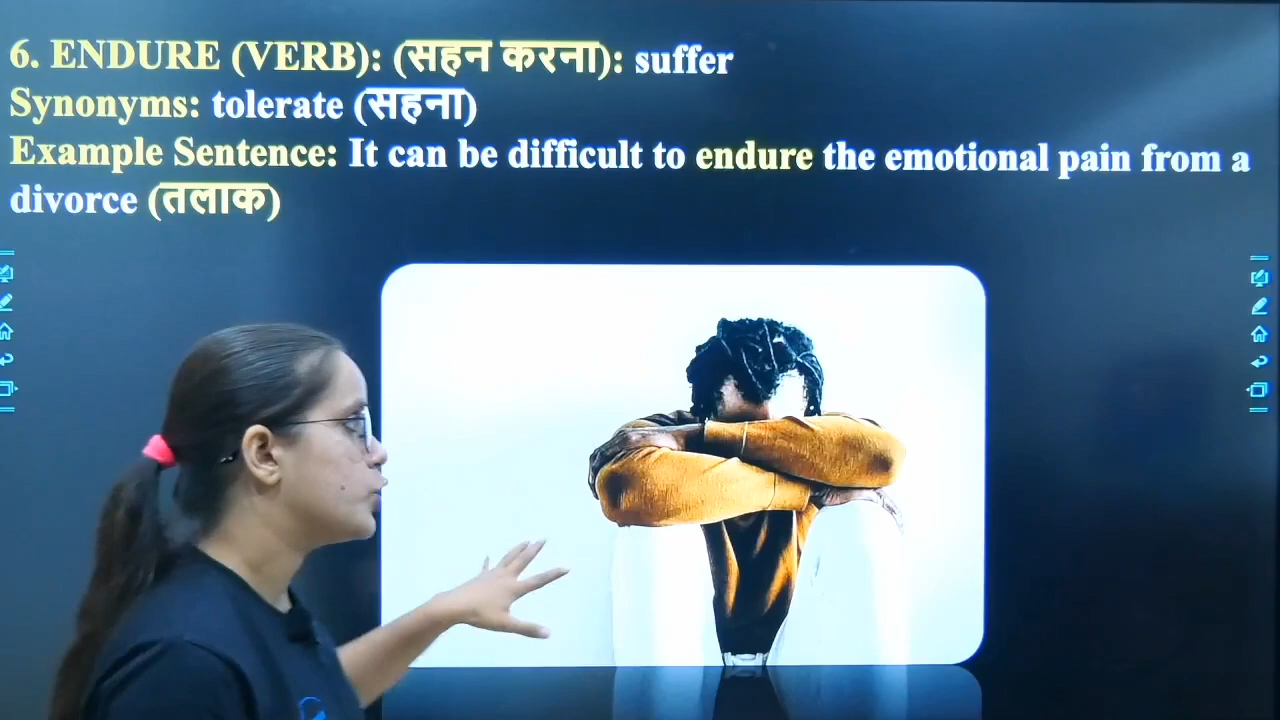 6. ENDURE (VERB): (सहन करना): suffer
Synonyms: tolerate (सहना)
Example Sentence: It can be difficult to endure the emotional pain from a
divorce (तलाक)